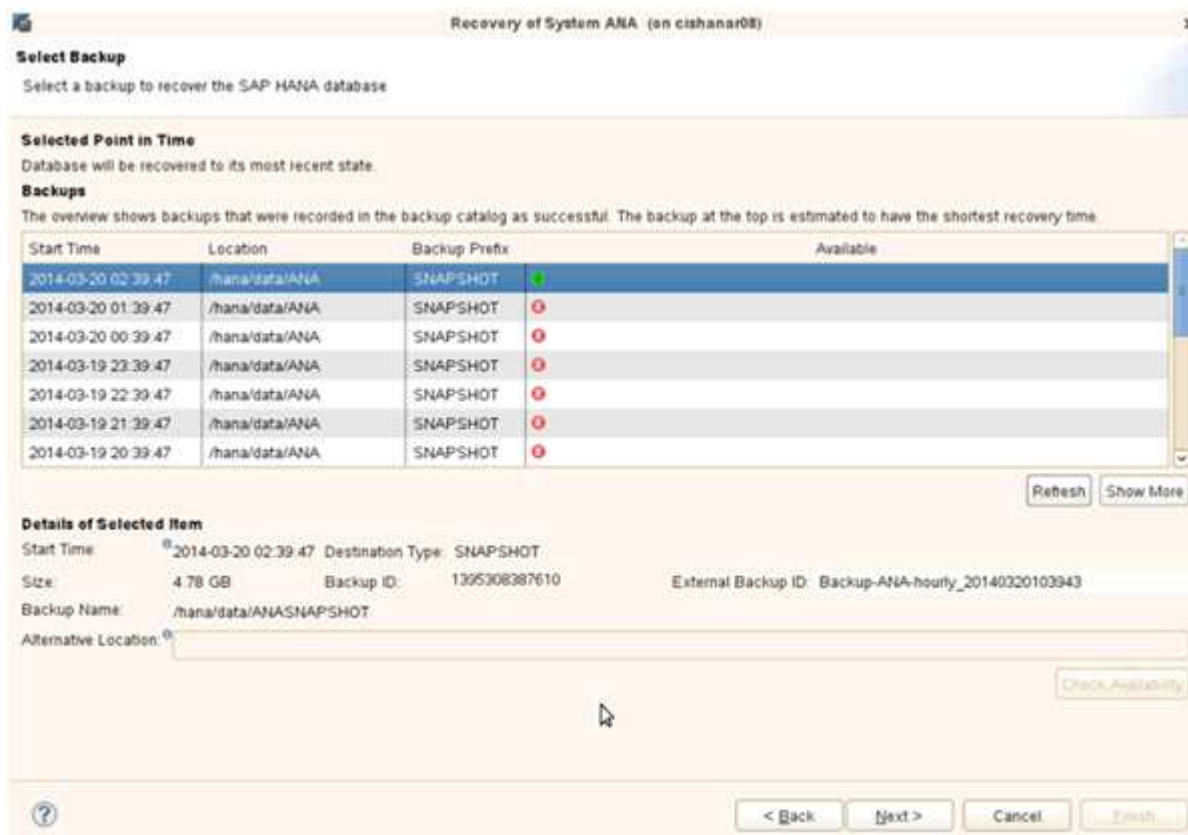 Recovery of System ANA (on cishanar08)
Select Backup
Select a backup to recover the SAP HANA database
Selected Point in Time
Database will be recovered to its most recent state.
Backups
The overview shows backups that were recorded in the backup catalog as successful. The backup at the top is estimated to have the shortest recovery time.
Start Time Location Backup Prefix Available
2014-03-20 02:39:47 /hana/data/ANA SNAPSHOT
2014-03-20 01:39:47 /hana/data/ANA SNAPSHOT
2014-03-20 00:39:47 /hana/data/ANA SNAPSHOT
2014-03-19 23:39:47 /hana/data/ANA SNAPSHOT
2014-03-19 22:39:47 /hana/data/ANA SNAPSHOT
2014-03-19 21:39:47 /hana/data/ANA SNAPSHOT
2014-03-19 20:39:47 /hana/data/ANA SNAPSHOT
Refresh Show More
Details of Selected Item
Start Time: 2014-03-20 02:39:47 Destination Type: SNAPSHOT
Size: 4.78 GB Backup ID: 1395308387610 External Backup ID: Backup-ANA-hourly_20140320103943
Backup Name: /hana/data/ANASNAPSHOT
Alternative Location:
Check Availability
< Back Next > Cancel Finish